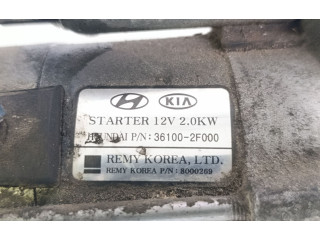 KIA
STARTER 12V 2.0KW
HYUNDAI P/N: 36100-2F000
REMY KOREA, LTD.
REMY KOREA P/N: 8000269